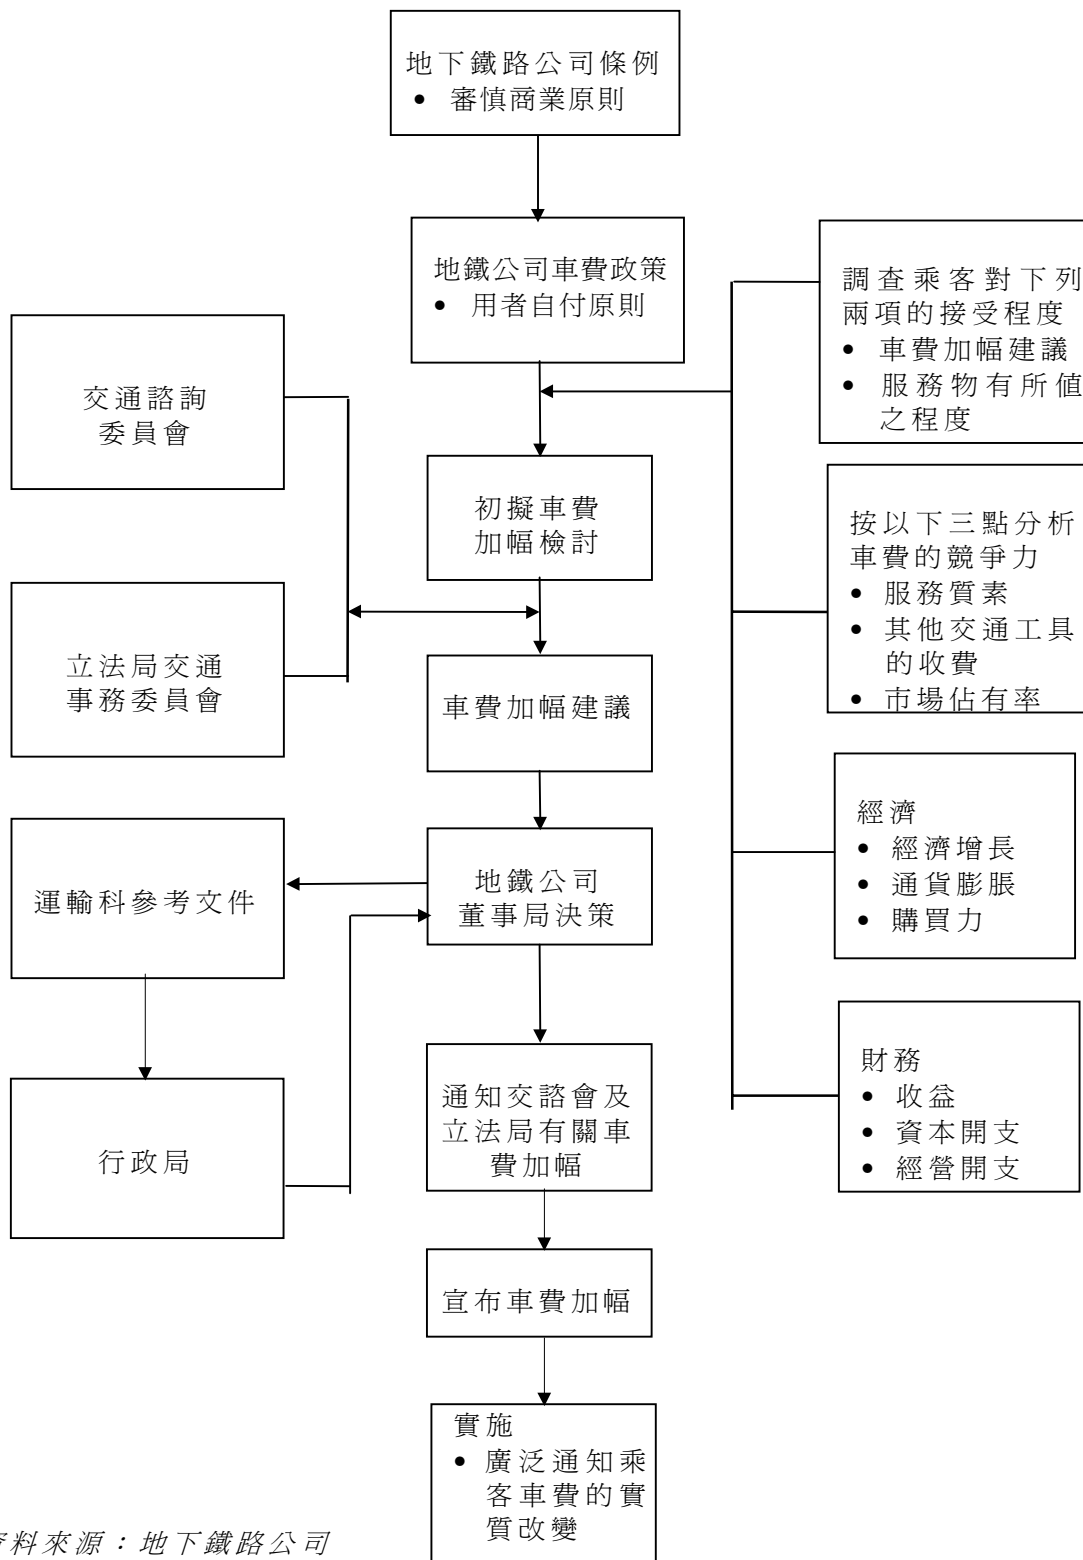 地下鐵路公司條例
• 審慎商業原則
地鐵公司車費政策
• 用者自付原則
調查乘客對下列
兩項的接受程度
• 車費加幅建議
• 服務物有所值
之程度
交通諮詢
委員會
初擬車費
加幅檢討
按以下三點分析
車費的競爭力
• 服務質素
• 其他交通工具
的收費
• 市場佔有率
立法局交通
事務委員會
車費加幅建議
經濟
• 經濟增長
• 通貨膨脹
• 購買力
運輸科參考文件
地鐵公司
董事局決策
財務
• 收益
• 資本開支
• 經營開支
行政局
通知交諮會及
立法局有關車
費加幅
宣布車費加幅
實施
• 廣泛通知乘
客車費的實
質改變
資料來源：地下鐵路公司